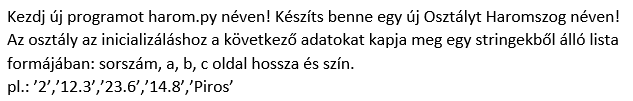 Kezdj új programot harom.py néven! Készíts benne egy új Osztályt Haromszog néven!
Az osztály az inicializáláshoz a következő adatokat kapja meg egy stringekből álló lista
formájában: sorszám, a, b, c oldal hossza és szín.
pl.: ’2’,’12.3’,’23.6’,’14.8’,’Piros’